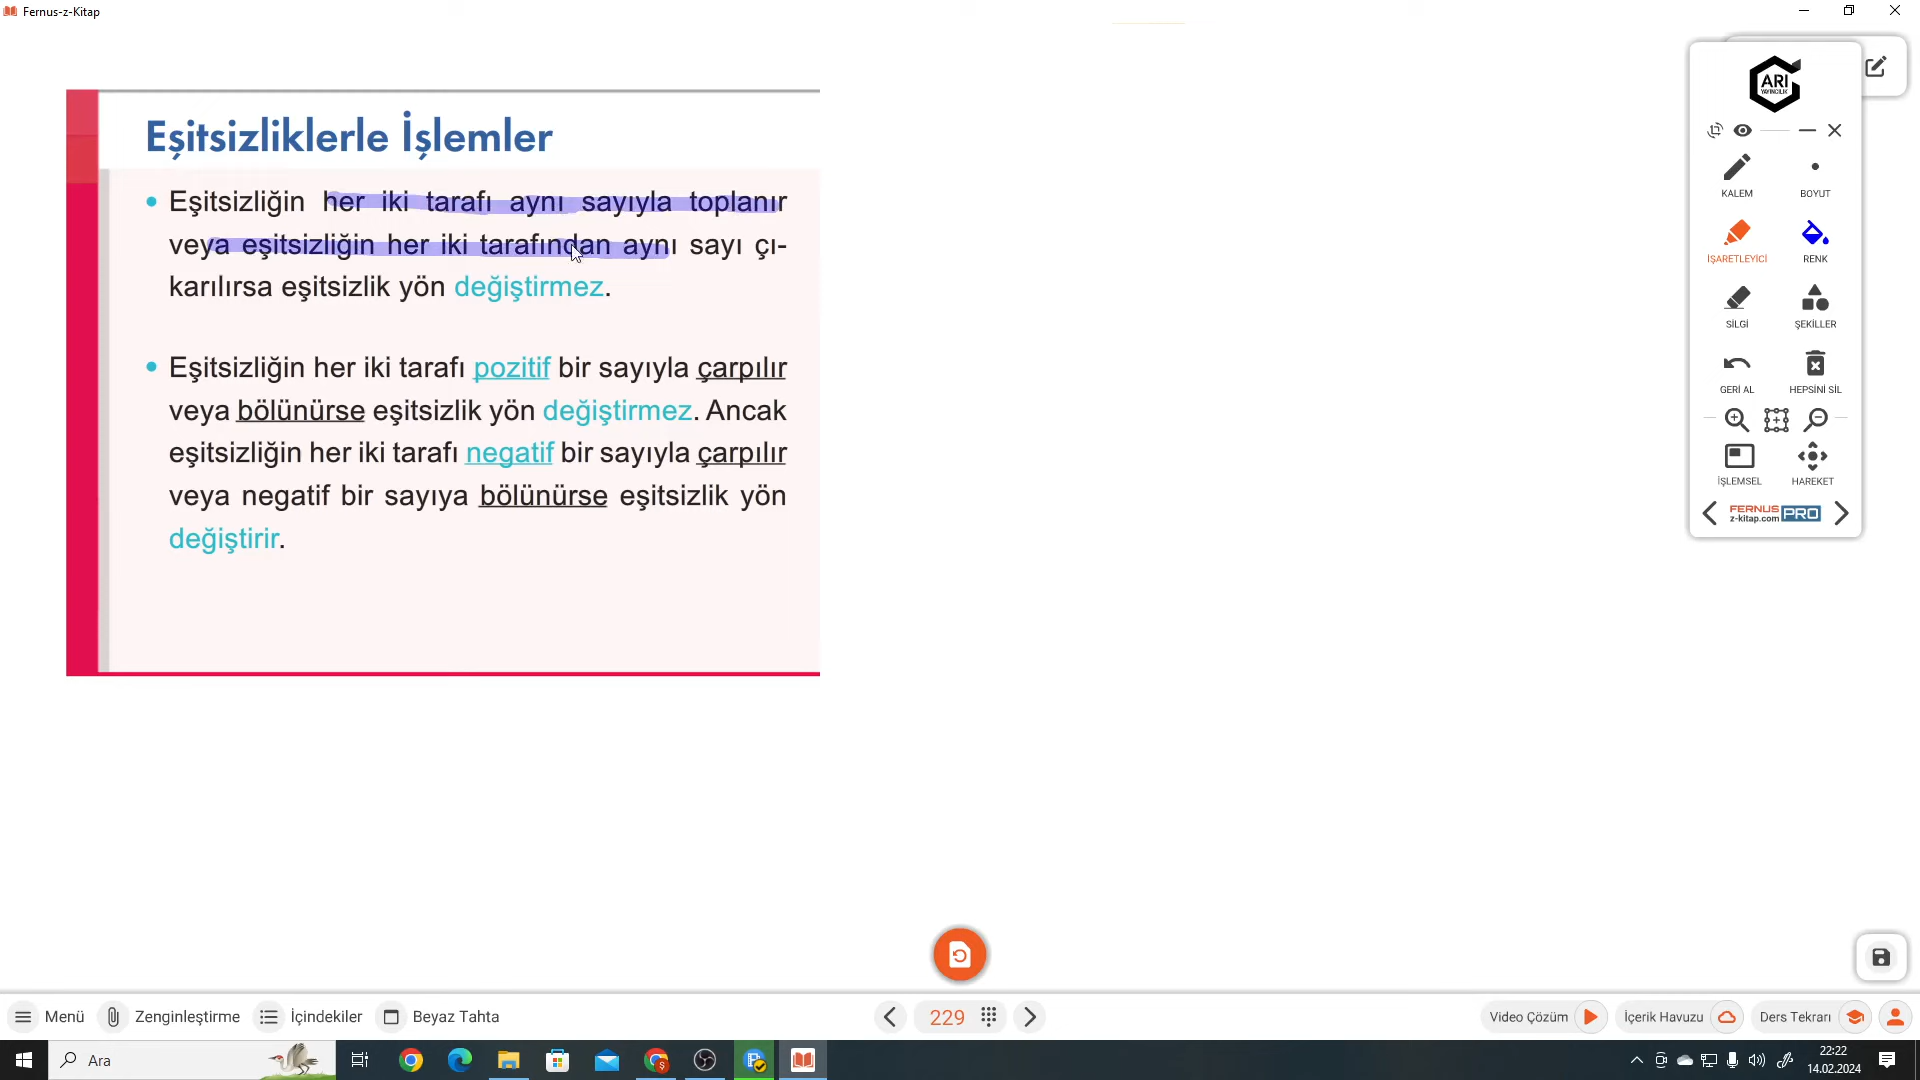 Fernus-z-Kitap
Eşitsizliklerle İşlemler
• Eşitsizliğin her iki tarafı aynı sayıyla toplanır
veya eşitsizliğin her iki tarafından aynı sayı çı-
karılırsa eşitsizlik yön değiştirmez.
• Eşitsizliğin her iki tarafı pozitif bir sayıyla çarpılır
veya bölünürse eşitsizlik yön değiştirmez. Ancak
eşitsizliğin her iki tarafı negatif bir sayıyla çarpılır
veya negatif bir sayıya bölünürse eşitsizlik yön
değiştirir.
ARI
YAYINCILIK
KALEM BOYUT
İŞARETLEYİCİ RENK
SİLGİ ŞEKİLLER
GERİ AL HEPSİNİ SİL
İŞLEMSEL HAREKET
FERNUS
z-kitap.com PRO
Menü Zenginleştirme İçindekiler Beyaz Tahta 229 Video Çözüm İçerik Havuzu Ders Tekrarı
Ara
22:22
14.02.2024